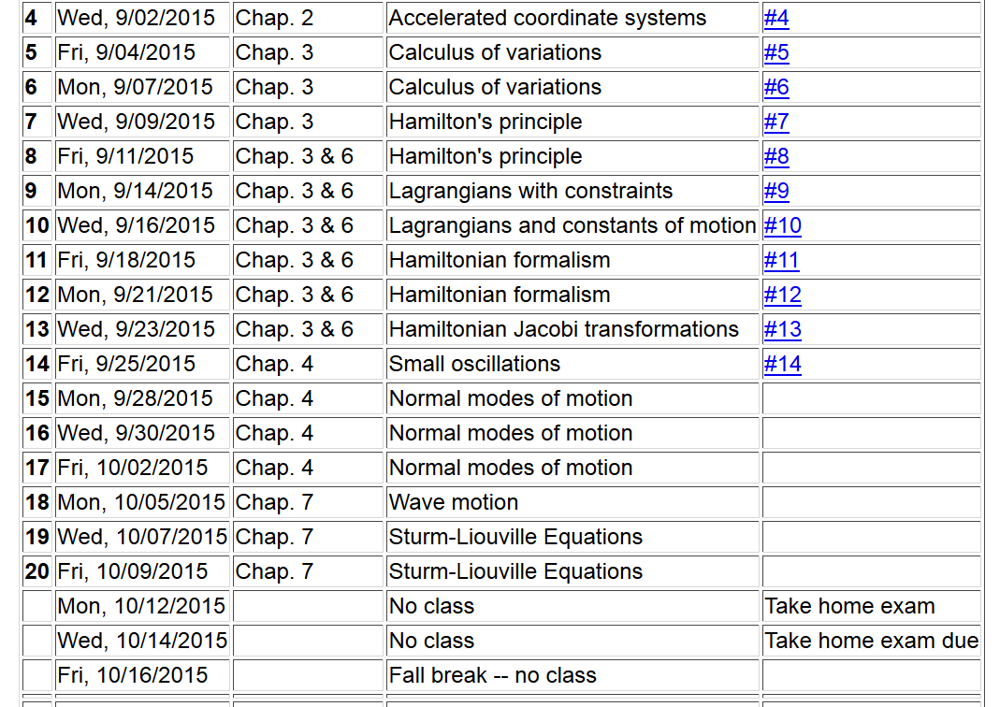 4 Wed, 9/02/2015 Chap. 2 Accelerated coordinate systems #4
5 Fri, 9/04/2015 Chap. 3 Calculus of variations #5
6 Mon, 9/07/2015 Chap. 3 Calculus of variations #6
7 Wed, 9/09/2015 Chap. 3 Hamilton's principle #7
8 Fri, 9/11/2015 Chap. 3 & 6 Hamilton's principle #8
9 Mon, 9/14/2015 Chap. 3 & 6 Lagrangians with constraints #9
10 Wed, 9/16/2015 Chap. 3 & 6 Lagrangians and constants of motion #10
11 Fri, 9/18/2015 Chap. 3 & 6 Hamiltonian formalism #11
12 Mon, 9/21/2015 Chap. 3 & 6 Hamiltonian formalism #12
13 Wed, 9/23/2015 Chap. 3 & 6 Hamiltonian Jacobi transformations #13
14 Fri, 9/25/2015 Chap. 4 Small oscillations #14
15 Mon, 9/28/2015 Chap. 4 Normal modes of motion
16 Wed, 9/30/2015 Chap. 4 Normal modes of motion
17 Fri, 10/02/2015 Chap. 4 Normal modes of motion
18 Mon, 10/05/2015 Chap. 7 Wave motion
19 Wed, 10/07/2015 Chap. 7 Sturm-Liouville Equations
20 Fri, 10/09/2015 Chap. 7 Sturm-Liouville Equations
Mon, 10/12/2015 No class Take home exam
Wed, 10/14/2015 No class Take home exam due
Fri, 10/16/2015 Fall break -- no class